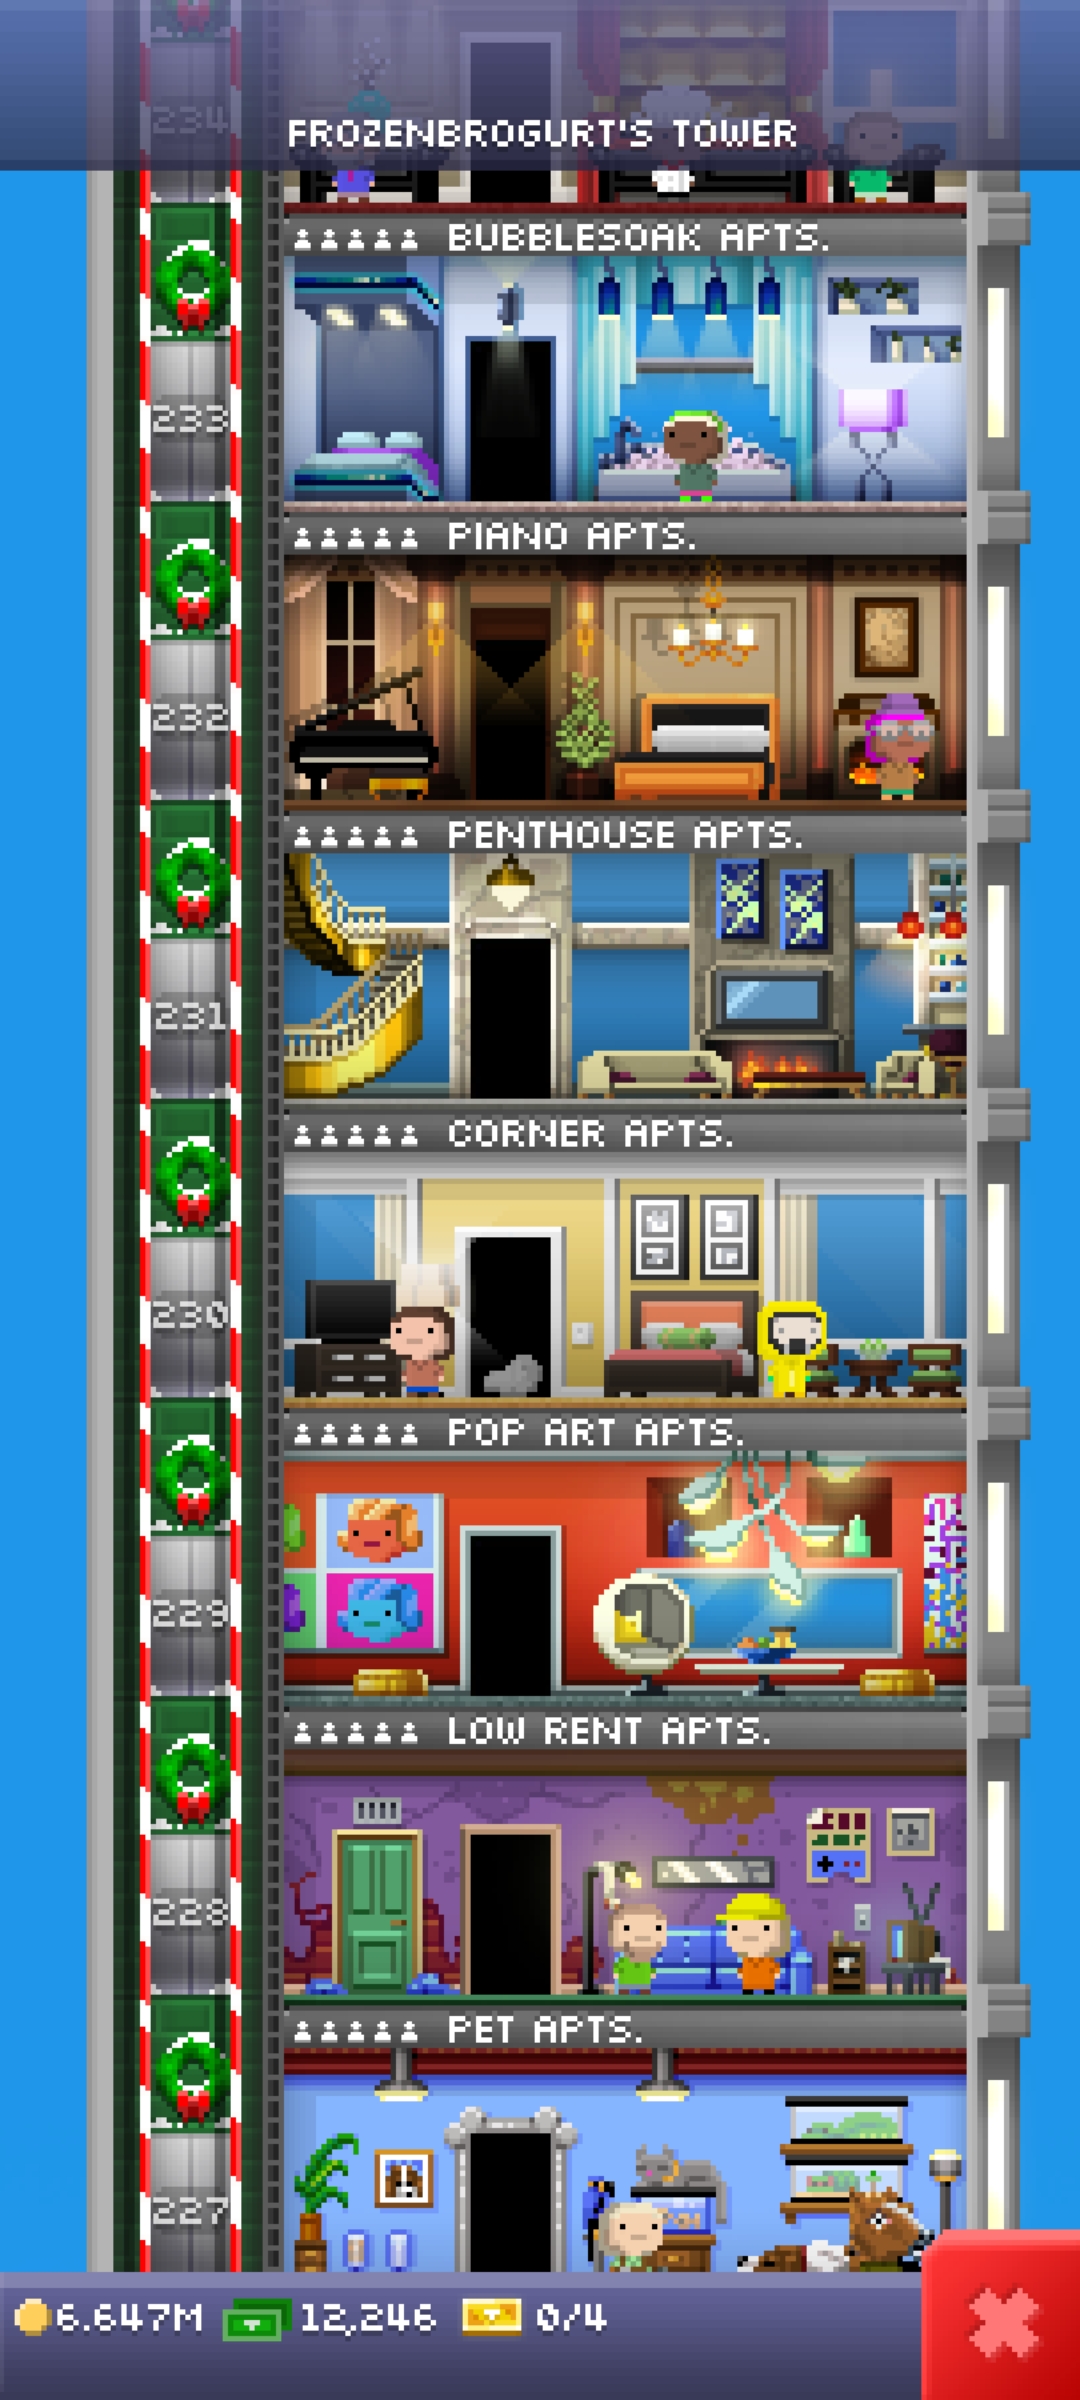 234
FROZENBROGURT'S TOWER
BUBBLESOAK APTS.
233
PIANO APTS.
232
PENTHOUSE APTS.
231
CORNER APTS.
230
POP ART APTS.
229
LOW RENT APTS.
228
PET APTS.
227
6.647M 12,246 0/4